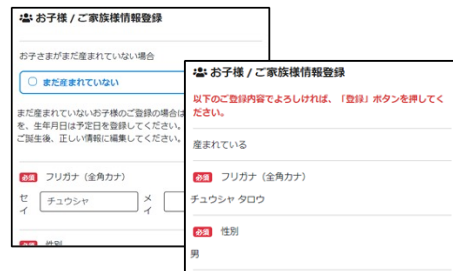 お子様 / ご家族様情報登録
お子さまがまだ産まれていない場合
まだ産まれていない
まだ産まれていないお子様のご登録の場合は
を、生年月日は予定日を登録してください。
ご誕生後、正しい情報に編集してください。
必須 フリガナ（全角カナ）
セイ チュウシャ メイ
必須 性別
お子様 / ご家族様情報登録
以下のご登録内容でよろしければ、「登録」ボタンを押してく
ださい。
産まれている
必須 フリガナ（全角カナ）
チュウシャ タロウ
必須 性別
男